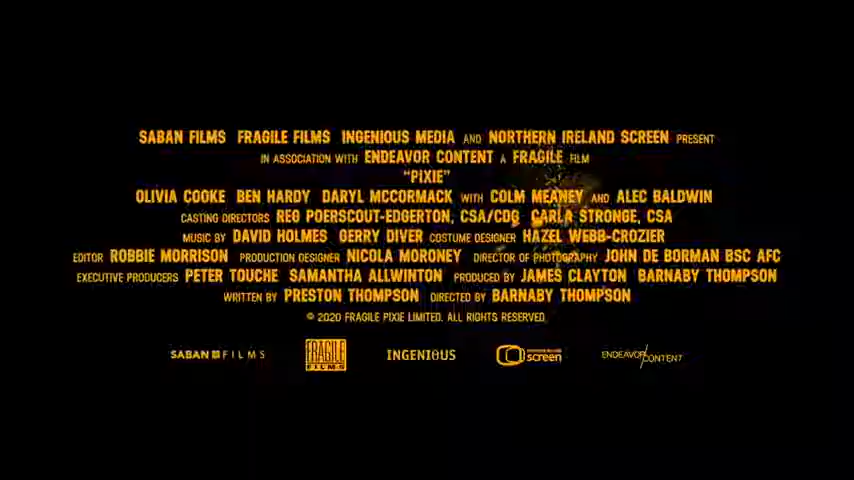 SABAN FILMS FRAGILE FILMS INGENIOUS MEDIA AND NORTHERN IRELAND SCREEN PRESENT
IN ASSOCIATION WITH ENDEAVOR CONTENT A FRAGILE FILM
"PIXIE"
OLIVIA COOKE BEN HARDY DARYL MCCORMACK WITH COLM MEANEY AND ALEC BALDWIN
CASTING DIRECTORS REG POERSCOUT-EDGERTON, CSA/CDG CARLA STRONGE, CSA
MUSIC BY DAVID HOLMES GERRY DIVER COSTUME DESIGNER HAZEL WEBB-CROZIER
EDITOR ROBBIE MORRISON PRODUCTION DESIGNER NICOLA MORONEY DIRECTOR OF PHOTOGRAPHY JOHN DE BORMAN BSC AFC
EXECUTIVE PRODUCERS PETER TOUCHE SAMANTHA ALLWINTON PRODUCED BY JAMES CLAYTON BARNABY THOMPSON
WRITTEN BY PRESTON THOMPSON DIRECTED BY BARNABY THOMPSON
© 2020 FRAGILE PIXIE LIMITED. ALL RIGHTS RESERVED.
SABAN FILMS FRAGILE FILMS INGENIOUS screen ENDEAVOR CONTENT